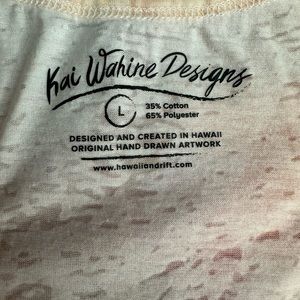 Kai Wahine Designs
L
35% Cotton
65% Polyester
DESIGNED AND CREATED IN HAWAII
ORIGINAL HAND DRAWN ARTWORK
www.hawaiiandrift.com